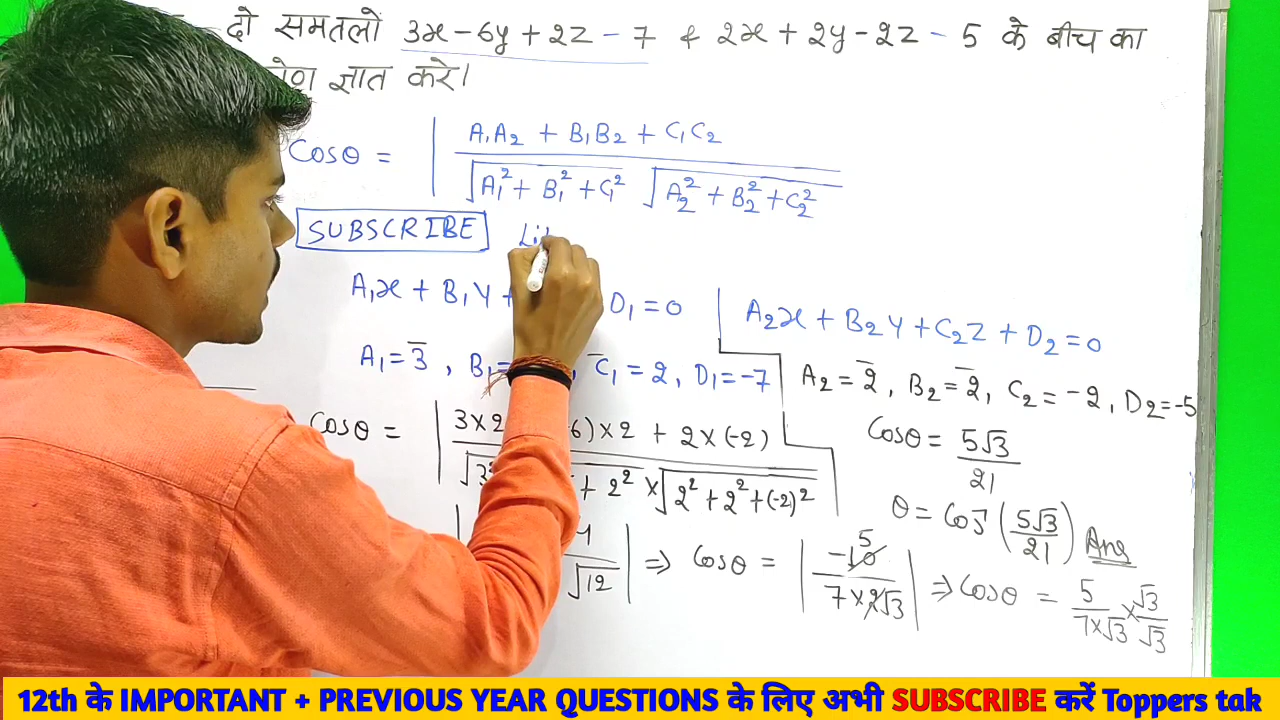 दो समतलो 3x - 6y + 2z - 7 & 2x + 2y - 2z - 5 के बीच का
ज्ञात करे।
Cosθ = | A₁A₂ + B₁B₂ + C₁C₂ / √A₁² + B₁² + C₁² √A₂² + B₂² + C₂²
SUBSCRIBE
A₁x + B₁y + D₁ = 0 | A₂x + B₂y + C₂z + D₂ = 0
A₁ = 3, B₁ = , C₁ = 2, D₁ = -7
A₂ = 2, B₂ = 2, C₂ = -2, D₂ = -5
Cosθ = | 3×2 6)×2 + 2×(-2) / √3² + 2² × √2² + 2² + (-2)²
Cosθ = 5√3 / 21
θ = Cos⁻¹ (5√3 / 21) Ans
√12 | ⇒ Cosθ = | -10 5 / 7×2√3 | ⇒ Cosθ = 5 / 7×√3 × √3 / √3
12th के IMPORTANT + PREVIOUS YEAR QUESTIONS के लिए अभी SUBSCRIBE करें Toppers tak